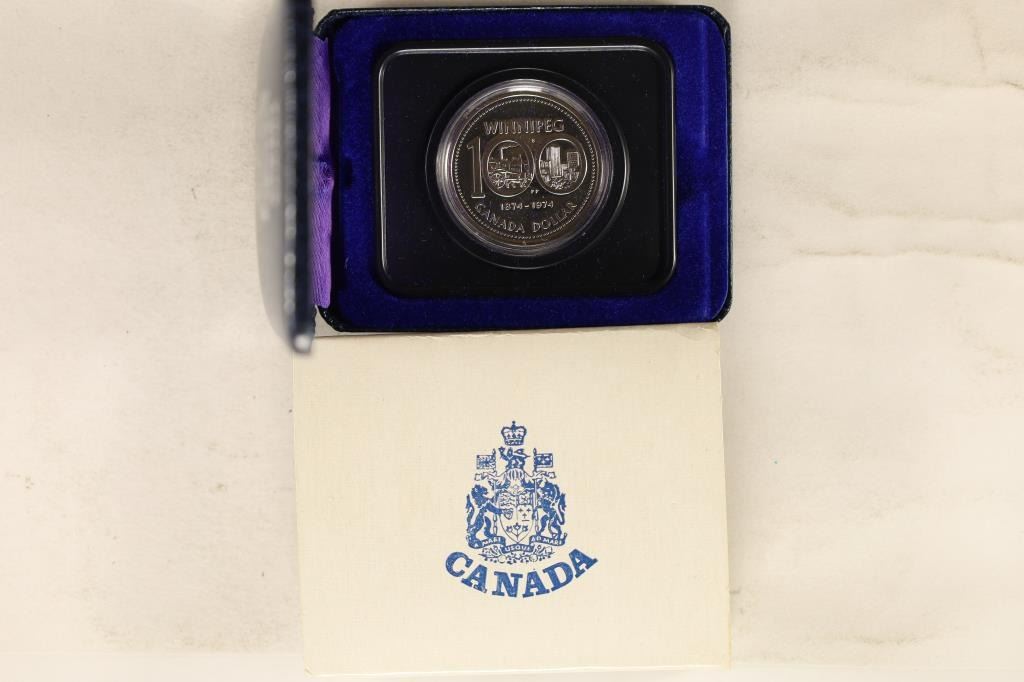 WINNIPEG
100
1874-1974
CANADA DOLLAR
A MARI USQUE AD MARE
CANADA